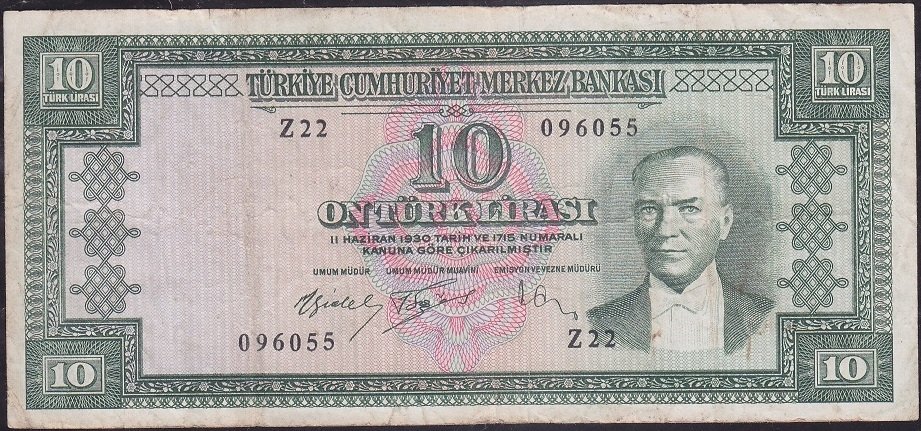 10
TÜRK LİRASI
10
TÜRK LİRASI
TÜRKİYE CUMHURİYET MERKEZ BANKASI
Z22 096055
10
ON TÜRK LİRASI
11 HAZİRAN 1930 TARİH VE 1715 NUMARALI
KANUNA GÖRE ÇIKARILMIŞTIR
UMUM MÜDÜR UMUM MÜDÜR MUAVİNİ EMİSYON VE VEZNE MÜDÜRÜ
096055 Z22
10
10